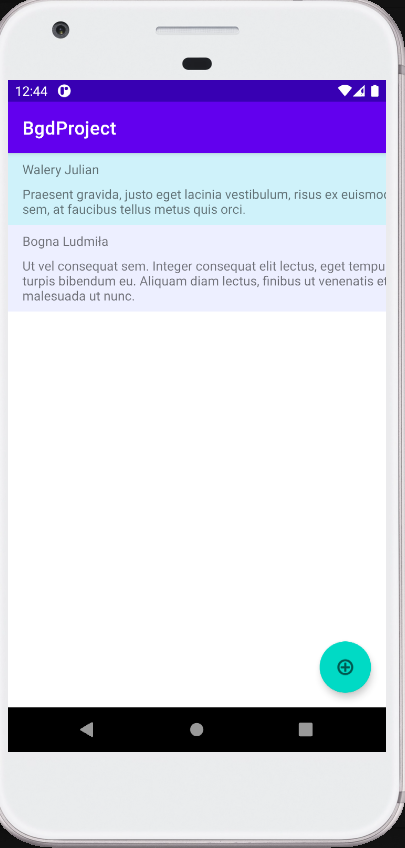 12:44
BgdProject
Walery Julian
Praesent gravida, justo eget lacinia vestibulum, risus ex euismo
sem, at faucibus tellus metus quis orci.
Bogna Ludmiła
Ut vel consequat sem. Integer consequat elit lectus, eget tempu
turpis bibendum eu. Aliquam diam lectus, finibus ut venenatis et
malesuada ut nunc.